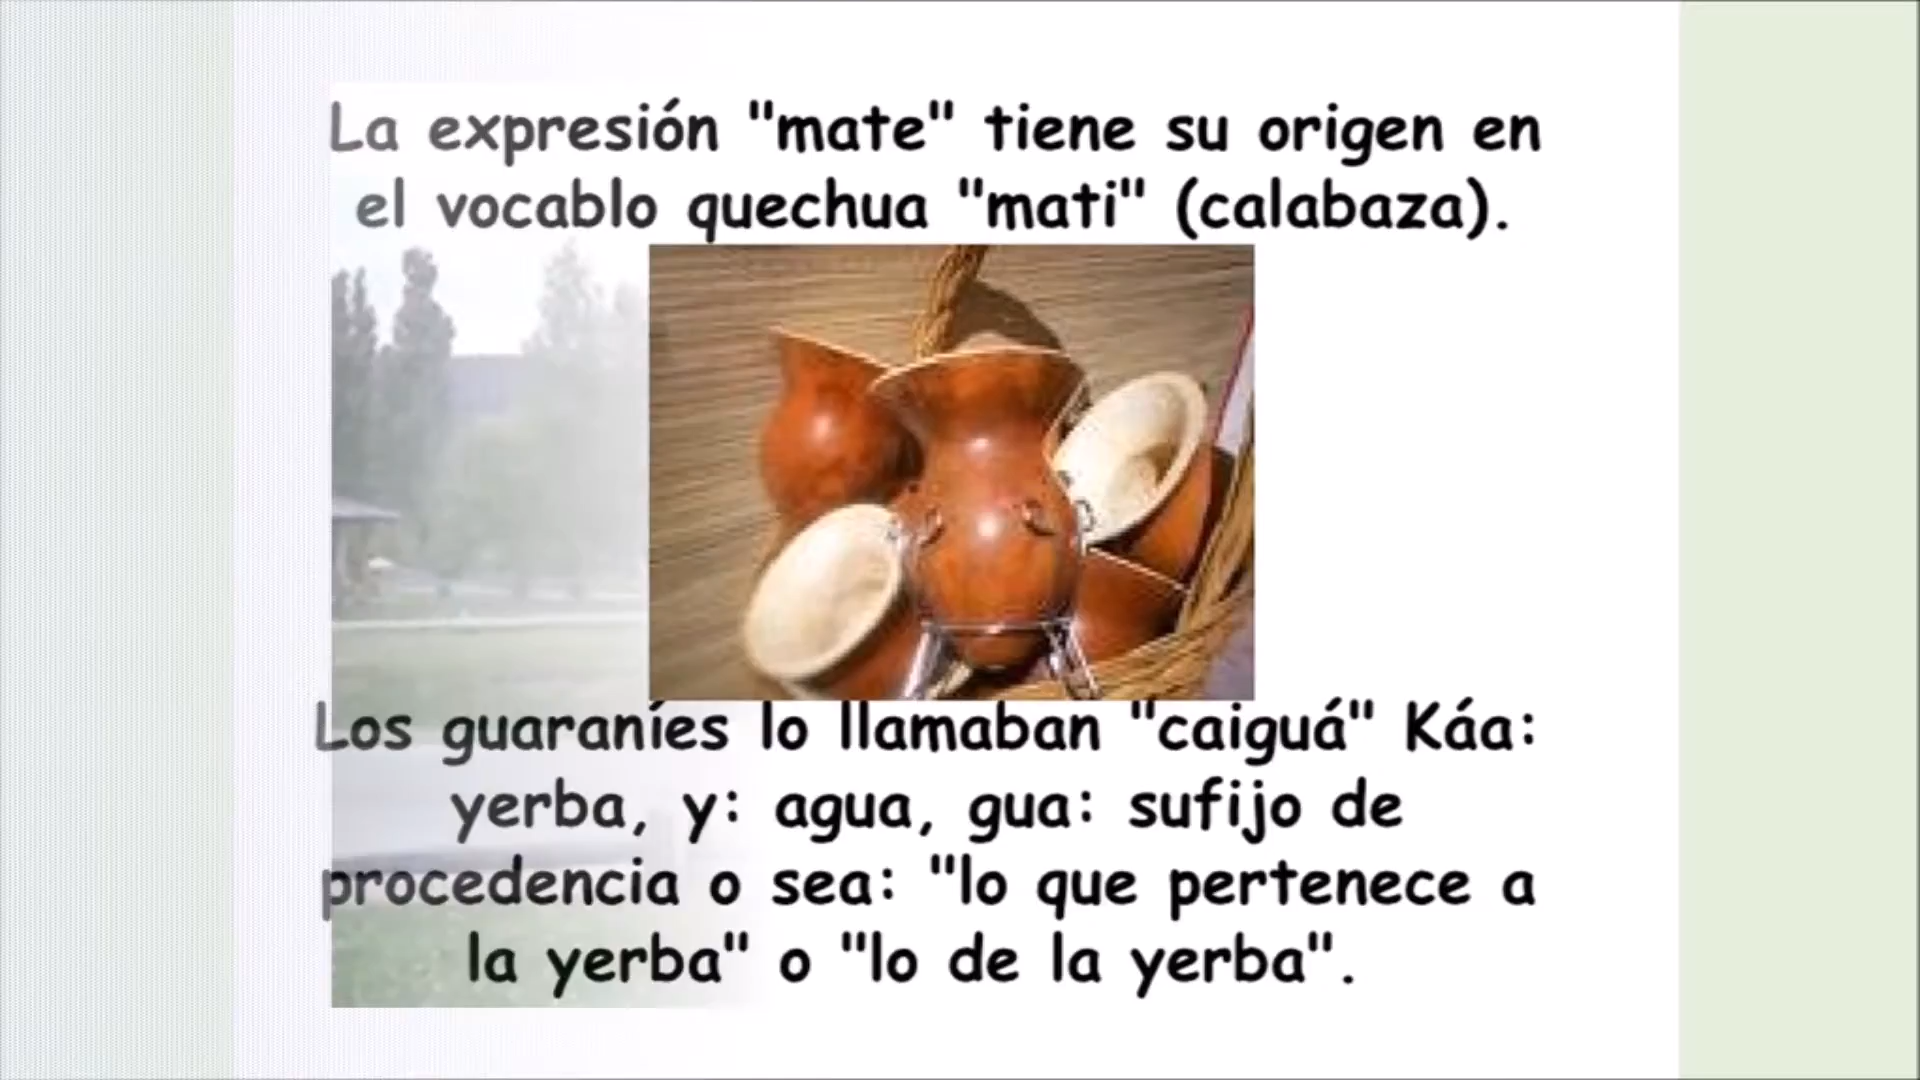 La expresión "mate" tiene su origen en
el vocablo quechua "mati" (calabaza).
Los guaraníes lo llamaban "caiguá" Káa:
yerba, y: agua, gua: sufijo de
procedencia o sea: "lo que pertenece a
la yerba" o "lo de la yerba".